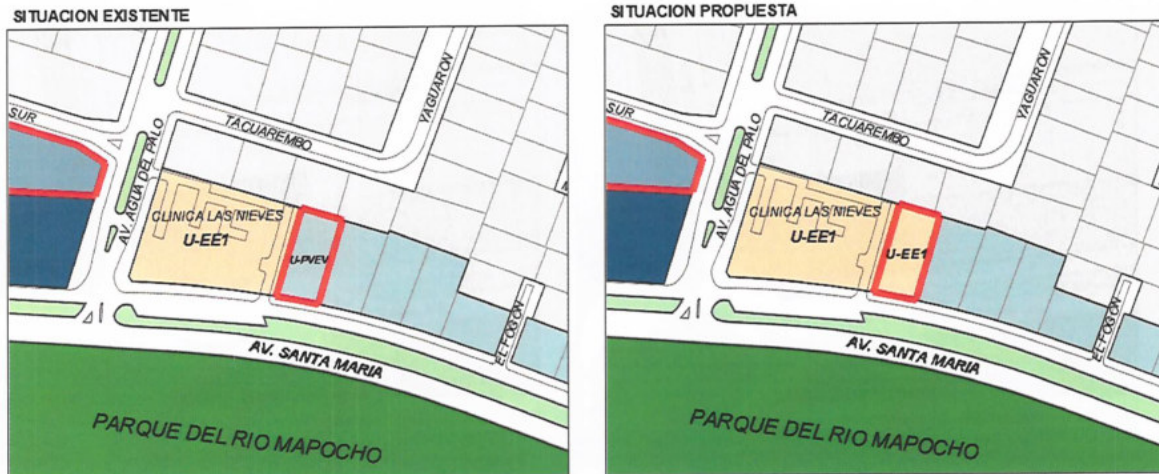 SITUACION EXISTENTE
SUR
AV. AGUA DEL PALO
TACUAREMBO
YAGUARON
CLINICA LAS NIEVES
U-EE1
U-PVEV
EL FOGON
AV. SANTA MARIA
PARQUE DEL RIO MAPOCHO
SITUACION PROPUESTA
SUR
AV. AGUA DEL PALO
TACUAREMBO
YAGUARON
CLINICA LAS NIEVES
U-EE1
U-EE1
EL FOGON
AV. SANTA MARIA
PARQUE DEL RIO MAPOCHO